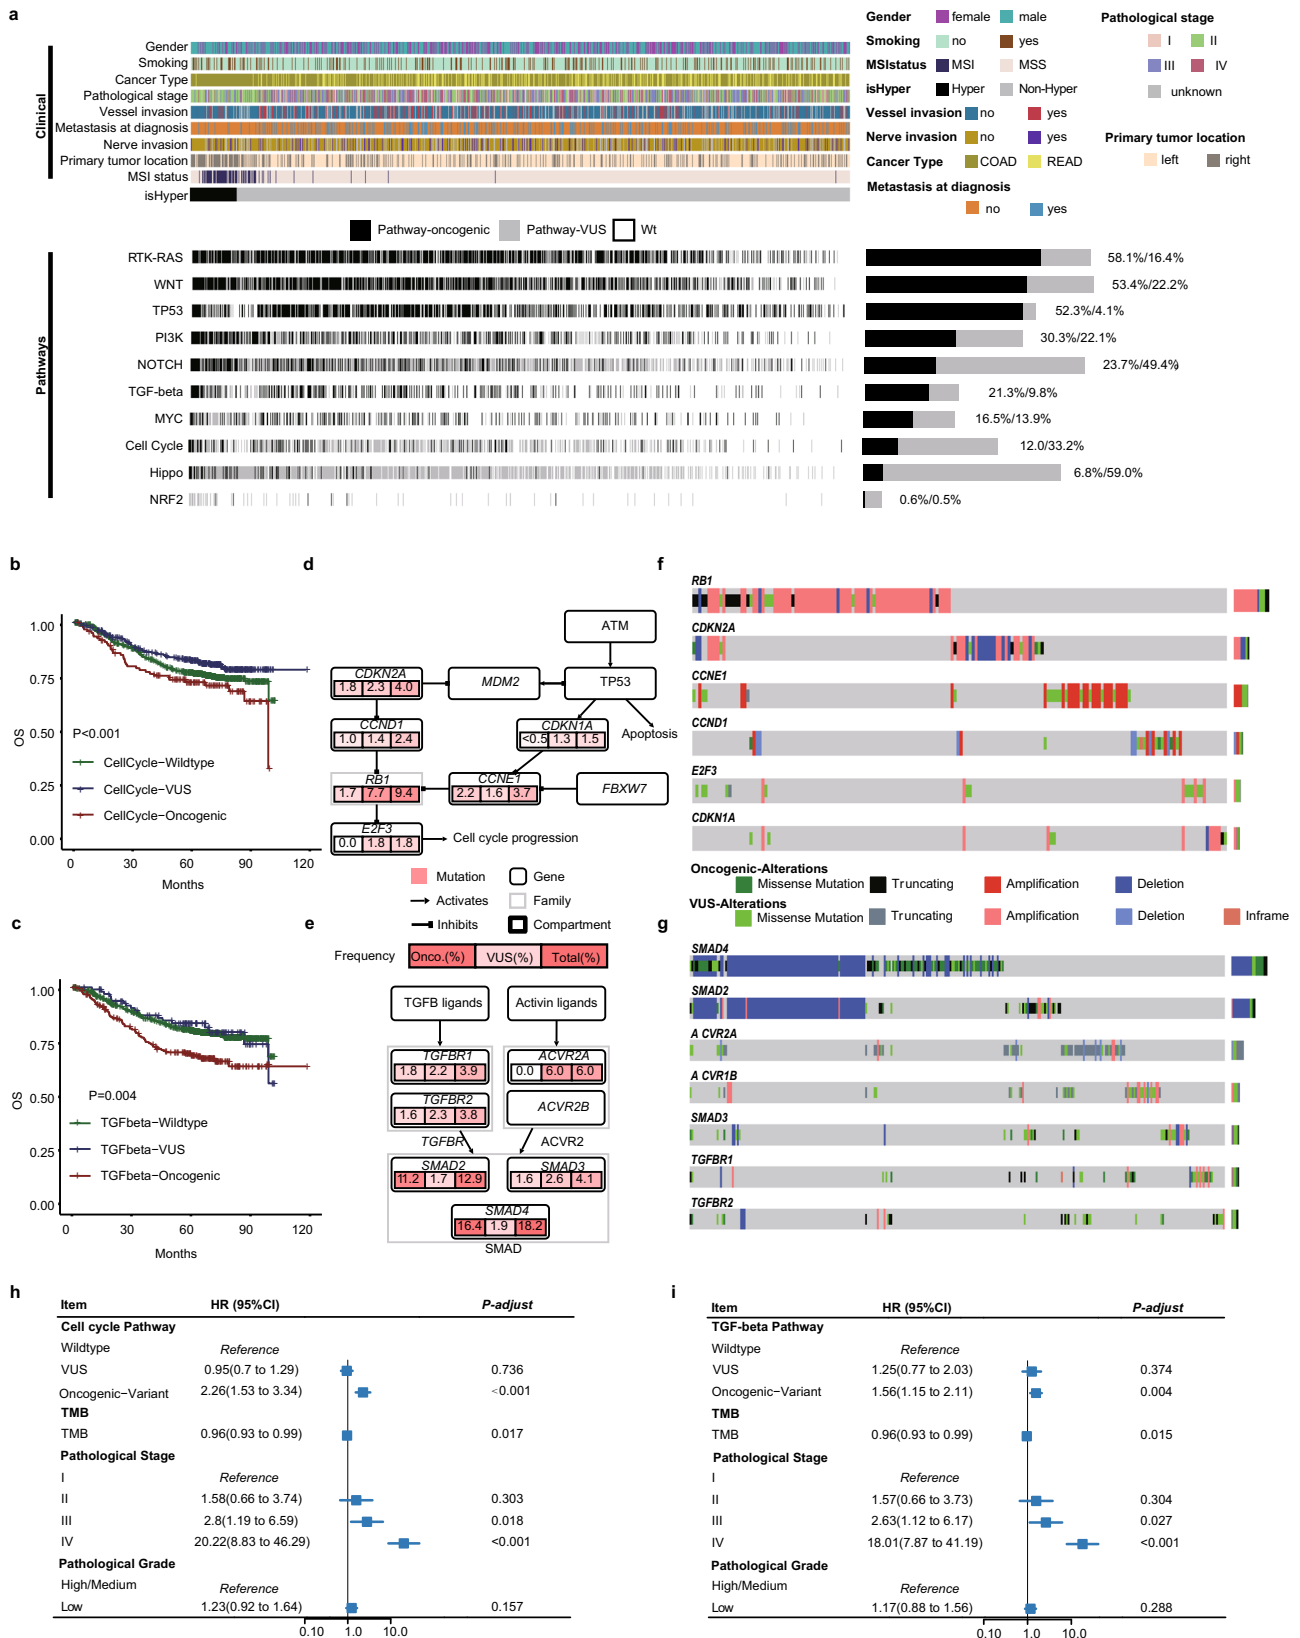 a
Clinical
Gender
Smoking
Cancer Type
Pathological stage
Vessel invasion
Metastasis at diagnosis
Nerve invasion
Primary tumor location
MSI status
isHyper
Gender female male
Smoking no yes
MSIstatus MSI MSS
isHyper Hyper Non-Hyper
Vessel invasion no yes
Nerve invasion no yes
Cancer Type COAD READ
Metastasis at diagnosis
no yes
Pathological stage
I II
III IV
unknown
Primary tumor location
left right
Pathway-oncogenic Pathway-VUS Wt
Pathways
RTK-RAS 58.1%/16.4%
WNT 53.4%/22.2%
TP53 52.3%/4.1%
PI3K 30.3%/22.1%
NOTCH 23.7%/49.4%
TGF-beta 21.3%/9.8%
MYC 16.5%/13.9%
Cell Cycle 12.0/33.2%
Hippo 6.8%/59.0%
NRF2 0.6%/0.5%
b
OS
1.00
0.75
0.50
0.25
0.00
P<0.001
CellCycle−Wildtype
CellCycle−VUS
CellCycle−Oncogenic
0 30 60 90 120
Months
c
OS
1.00
0.75
0.50
0.25
0.00
P=0.004
TGFbeta−Wildtype
TGFbeta−VUS
TGFbeta−Oncogenic
0 30 60 90 120
Months
d
ATM
CDKN2A
1.8 2.3 4.0
MDM2
TP53
CCND1
1.0 1.4 2.4
CDKN1A
<0.5 1.3 1.5
Apoptosis
RB1
1.7 7.7 9.4
CCNE1
2.2 1.6 3.7
FBXW7
E2F3
0.0 1.8 1.8
Cell cycle progression
Mutation Gene
Activates Family
Inhibits Compartment
e
Frequency Onco.(%) VUS(%) Total(%)
TGFB ligands Activin ligands
TGFBR1
1.8 2.2 3.9
ACVR2A
0.0 6.0 6.0
TGFBR2
1.6 2.3 3.8
ACVR2B
TGFBR ACVR2
SMAD2
11.2 1.7 12.9
SMAD3
1.6 2.6 4.1
SMAD4
16.4 1.9 18.2
SMAD
f
RB1
CDKN2A
CCNE1
CCND1
E2F3
CDKN1A
Oncogenic-Alterations
Missense Mutation Truncating Amplification Deletion
VUS-Alterations
Missense Mutation Truncating Amplification Deletion Inframe
g
SMAD4
SMAD2
A CVR2A
A CVR1B
SMAD3
TGFBR1
TGFBR2
h
Item HR (95%CI) P-adjust
Cell cycle Pathway
Wildtype Reference
VUS 0.95(0.7 to 1.29) 0.736
Oncogenic−Variant 2.26(1.53 to 3.34) <0.001
TMB
TMB 0.96(0.93 to 0.99) 0.017
Pathological Stage
I Reference
II 1.58(0.66 to 3.74) 0.303
III 2.8(1.19 to 6.59) 0.018
IV 20.22(8.83 to 46.29) <0.001
Pathological Grade
High/Medium Reference
Low 1.23(0.92 to 1.64) 0.157
0.10 1.0 10.0
i
Item HR (95%CI) P-adjust
TGF-beta Pathway
Wildtype Reference
VUS 1.25(0.77 to 2.03) 0.374
Oncogenic−Variant 1.56(1.15 to 2.11) 0.004
TMB
TMB 0.96(0.93 to 0.99) 0.015
Pathological Stage
I Reference
II 1.57(0.66 to 3.73) 0.304
III 2.63(1.12 to 6.17) 0.027
IV 18.01(7.87 to 41.19) <0.001
Pathological Grade
High/Medium Reference
Low 1.17(0.88 to 1.56) 0.288
0.10 1.0 10.0